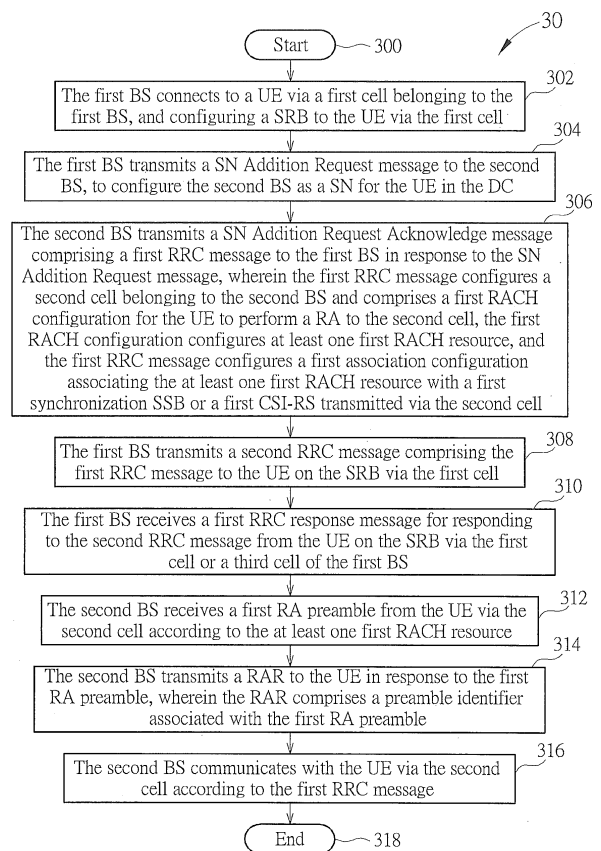 30
Start
300
302
The first BS connects to a UE via a first cell belonging to the
first BS, and configuring a SRB to the UE via the first cell
304
The first BS transmits a SN Addition Request message to the second
BS, to configure the second BS as a SN for the UE in the DC
306
The second BS transmits a SN Addition Request Acknowledge message
comprising a first RRC message to the first BS in response to the SN
Addition Request message, wherein the first RRC message configures a
second cell belonging to the second BS and comprises a first RACH
configuration for the UE to perform a RA to the second cell, the first
RACH configuration configures at least one first RACH resource, and
the first RRC message configures a first association configuration
associating the at least one first RACH resource with a first
synchronization SSB or a first CSI-RS transmitted via the second cell
308
The first BS transmits a second RRC message comprising the
first RRC message to the UE on the SRB via the first cell
310
The first BS receives a first RRC response message for responding
to the second RRC message from the UE on the SRB via the first
cell or a third cell of the first BS
312
The second BS receives a first RA preamble from the UE via the
second cell according to the at least one first RACH resource
314
The second BS transmits a RAR to the UE in response to the first
RA preamble, wherein the RAR comprises a preamble identifier
associated with the first RA preamble
316
The second BS communicates with the UE via the second
cell according to the first RRC message
End
318